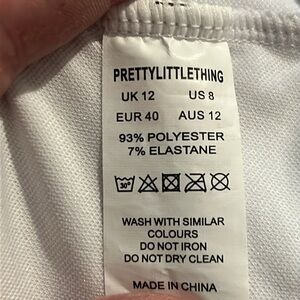 PRETTYLITTLETHING
UK 12 US 8
EUR 40 AUS 12
93% POLYESTER
7% ELASTANE
30°
WASH WITH SIMILAR
COLOURS
DO NOT IRON
DO NOT DRY CLEAN
MADE IN CHINA